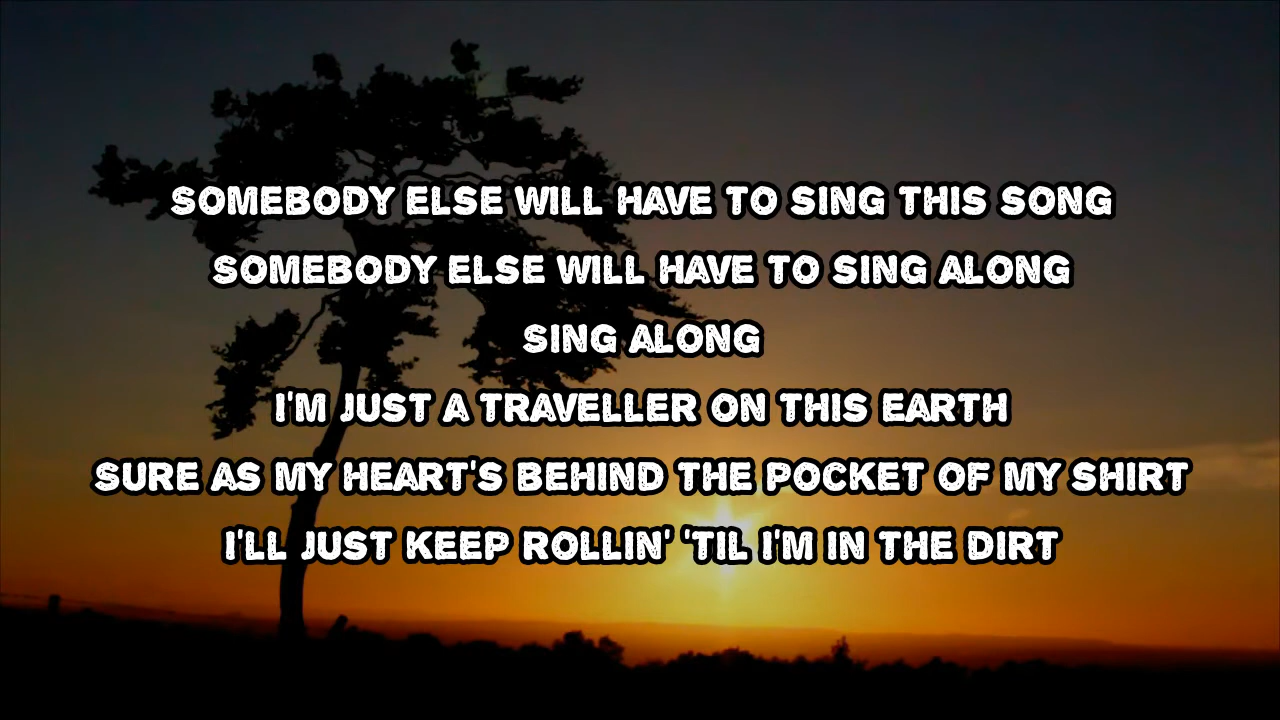 SOMEBODY ELSE WILL HAVE TO SING THIS SONG
SOMEBODY ELSE WILL HAVE TO SING ALONG
SING ALONG
I'M JUST A TRAVELLER ON THIS EARTH
SURE AS MY HEART'S BEHIND THE POCKET OF MY SHIRT
I'LL JUST KEEP ROLLIN' 'TIL I'M IN THE DIRT